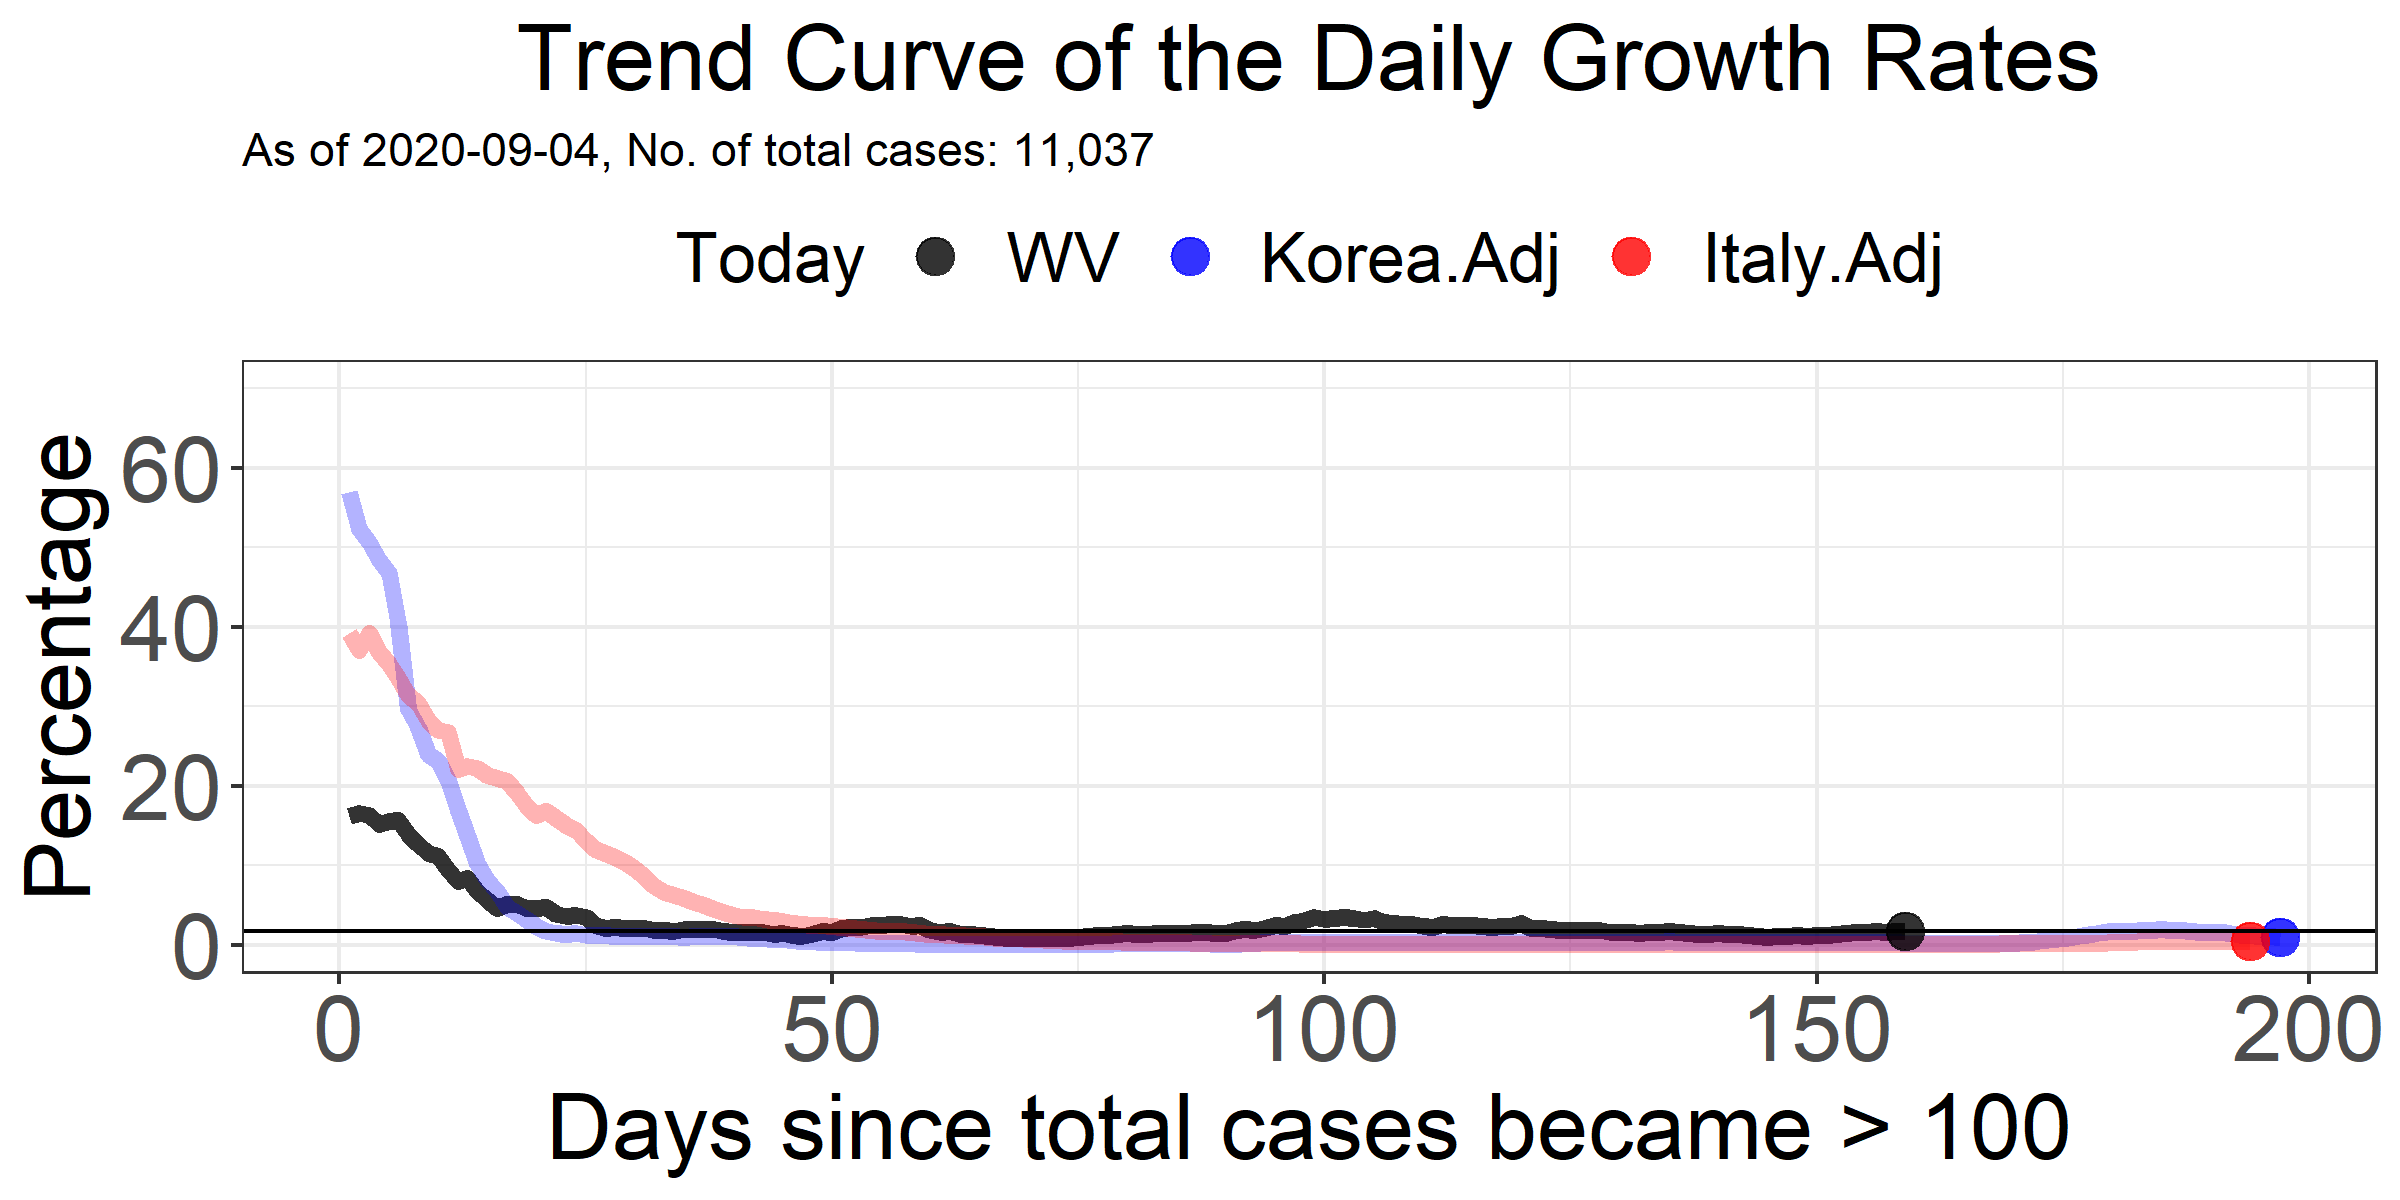 Trend Curve of the Daily Growth Rates
As of 2020-09-04, No. of total cases: 11,037
Today WV Korea.Adj Italy.Adj
Percentage
60
40
20
0
0 50 100 150 200
Days since total cases became > 100